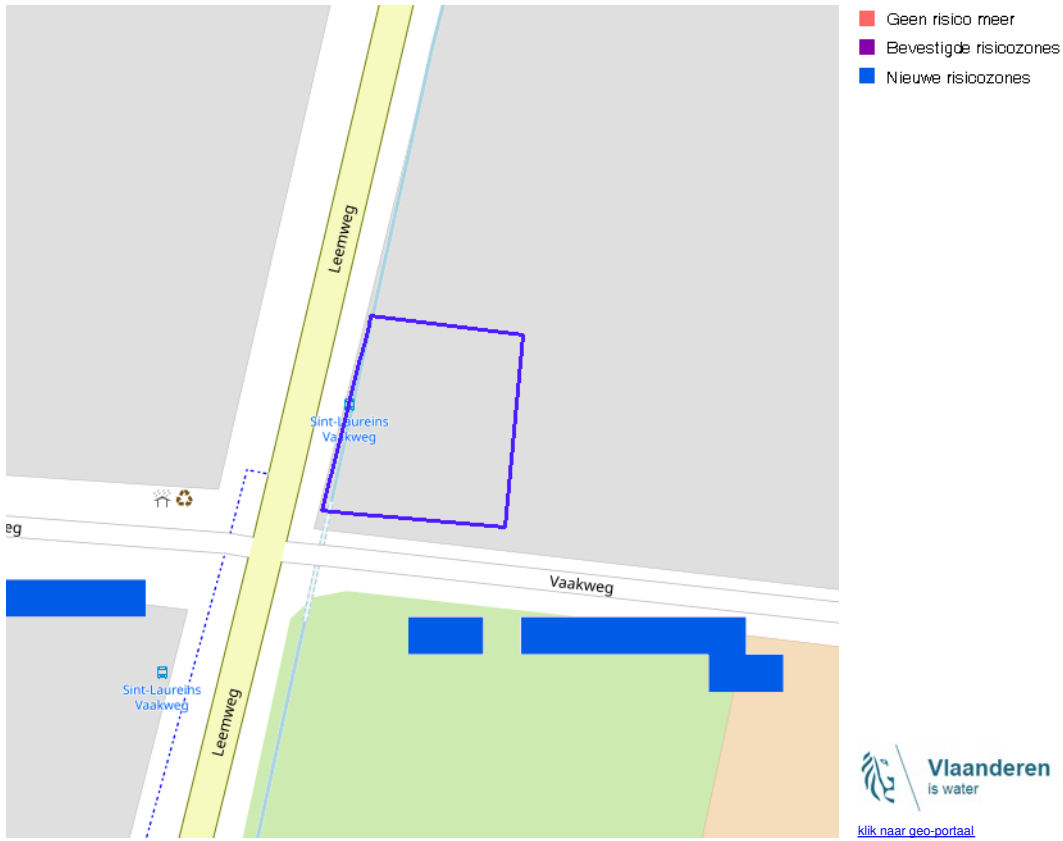 Geen risico meer
Bevestigde risicozones
Nieuwe risicozones
Leemweg
Sint-Laureins
Vaakweg
eg
Vaakweg
Sint-Laureins
Vaakweg
Leemweg
Vlaanderen
is water
klik naar geo-portaal